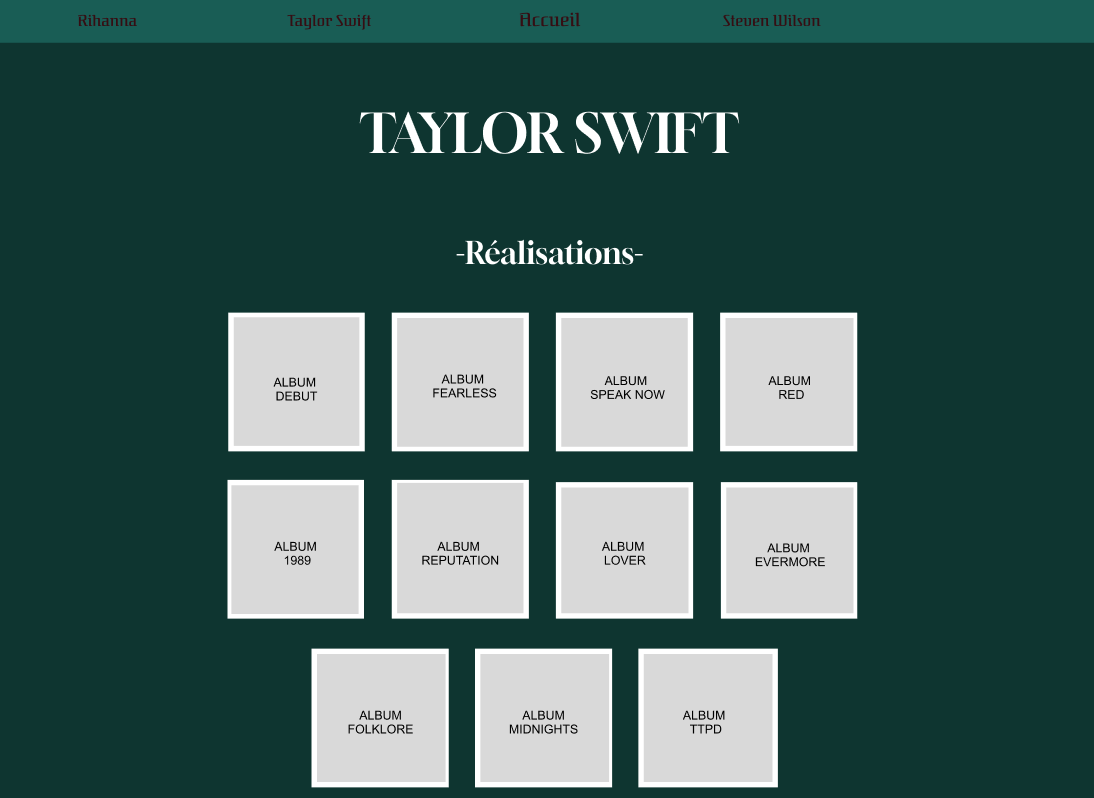 Rihanna
Taylor Swift
Accueil
Steven Wilson
TAYLOR SWIFT
-Réalisations-
ALBUM
DEBUT
ALBUM
FEARLESS
ALBUM
SPEAK NOW
ALBUM
RED
ALBUM
1989
ALBUM
REPUTATION
ALBUM
LOVER
ALBUM
EVERMORE
ALBUM
FOLKLORE
ALBUM
MIDNIGHTS
ALBUM
TTPD